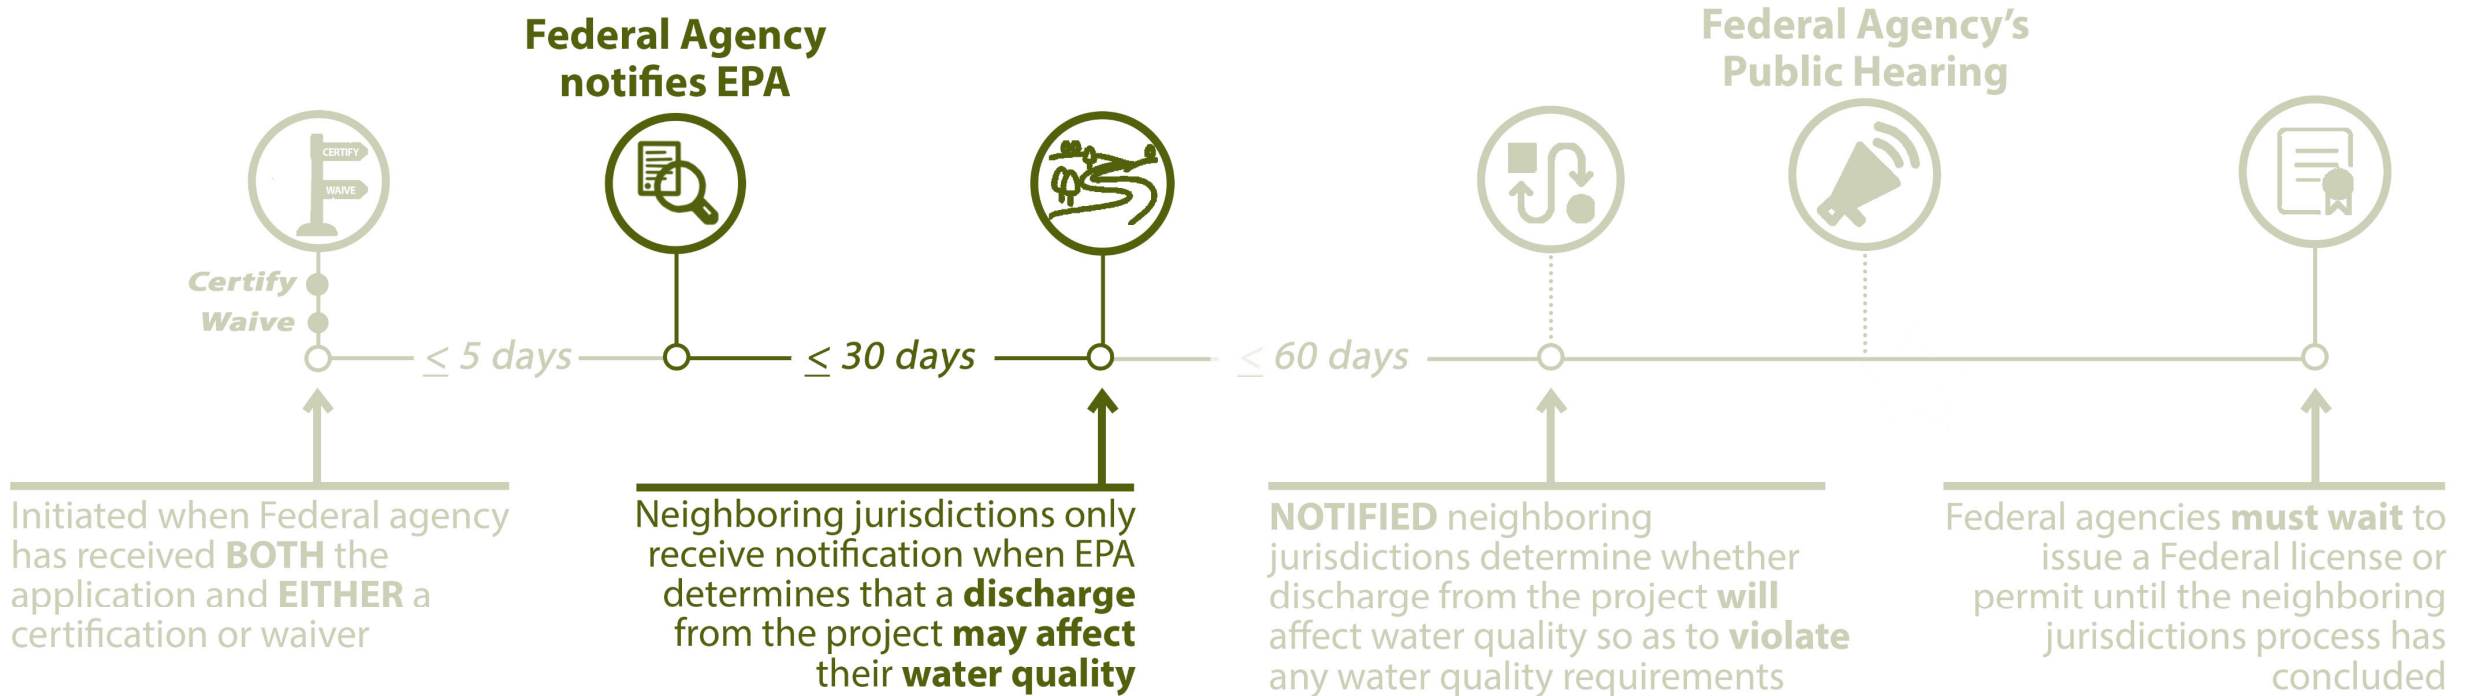 Federal Agency
notifies EPA
Federal Agency's
Public Hearing
CERTIFY
WAIVE
Certify
Waive
≤ 5 days
≤ 30 days
≤ 60 days
Initiated when Federal agency
has received BOTH the
application and EITHER a
certification or waiver
Neighboring jurisdictions only
receive notification when EPA
determines that a discharge
from the project may affect
their water quality
NOTIFIED neighboring
jurisdictions determine whether
discharge from the project will
affect water quality so as to violate
any water quality requirements
Federal agencies must wait to
issue a Federal license or
permit until the neighboring
jurisdictions process has
concluded